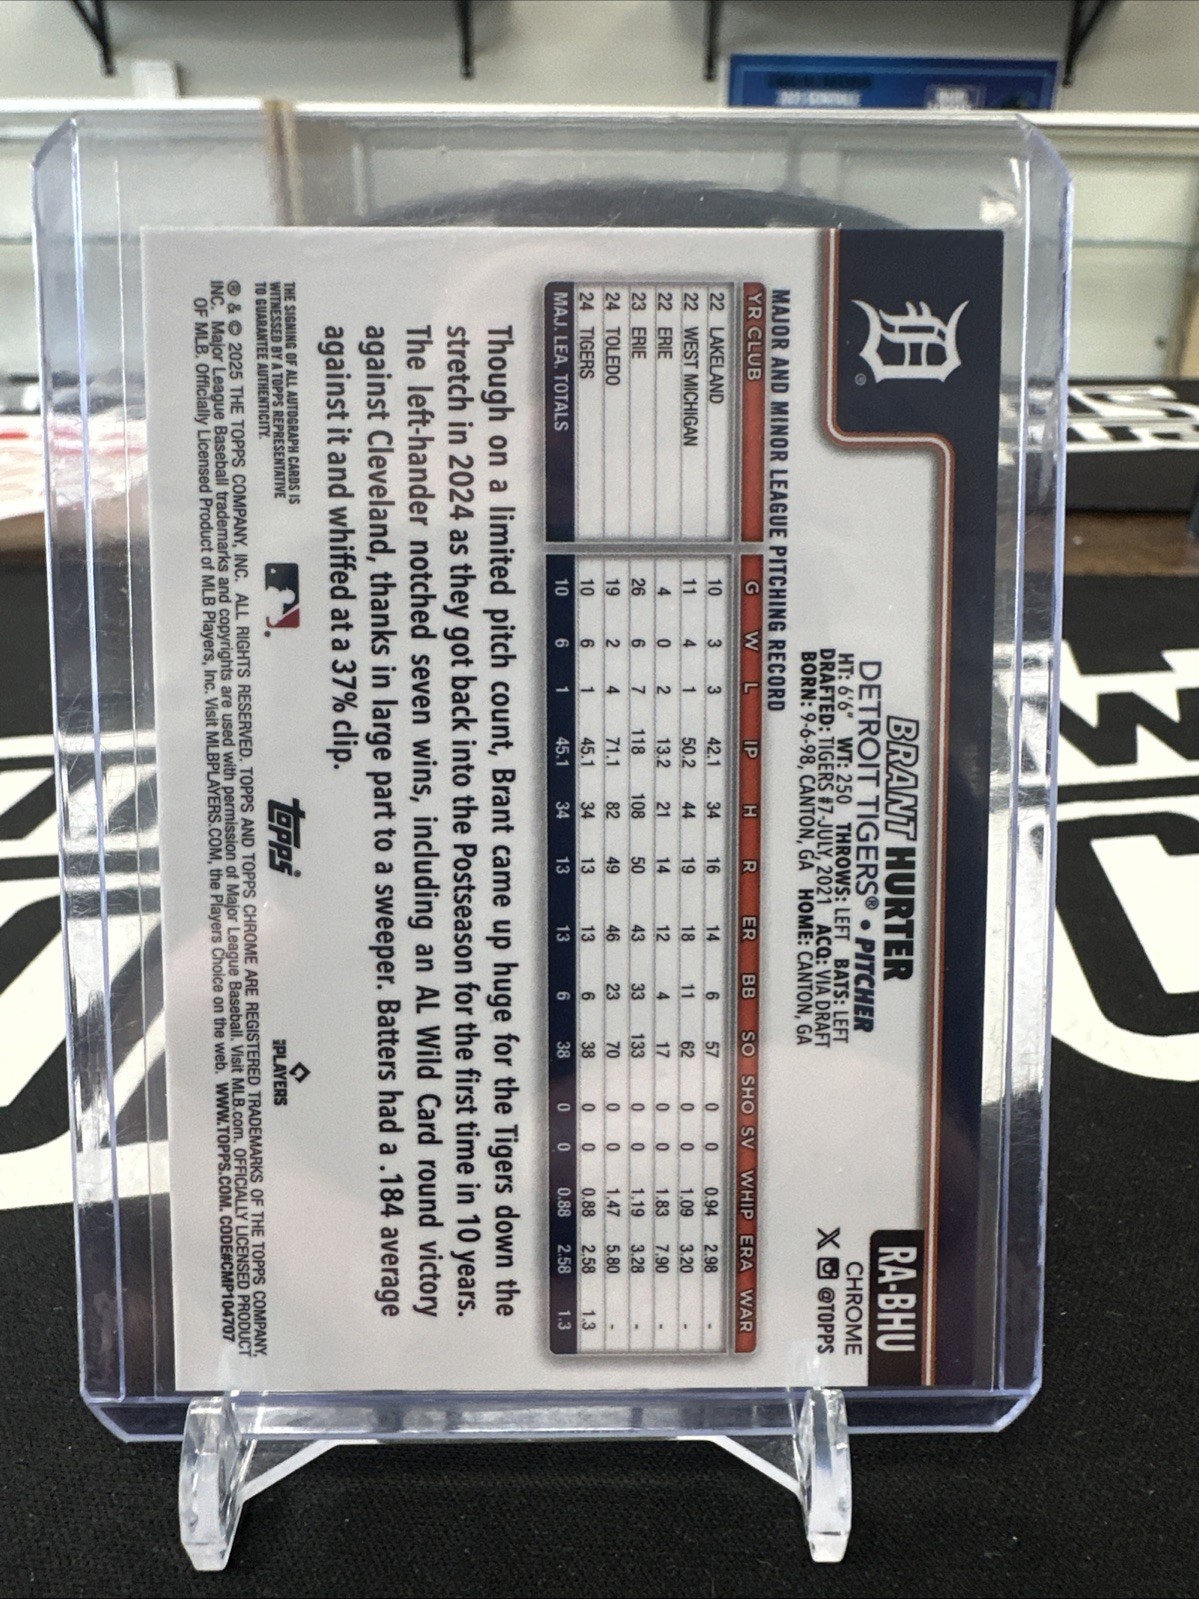 RA-BHU
BRANT HURTER
CHROME
DETROIT TIGERS® • PITCHER
X @TOPPS
HT: 6'6" WT: 250 THROWS: LEFT BATS: LEFT
DRAFTED: TIGERS #7-JULY, 2021 ACQ: VIA DRAFT
BORN: 9-6-98, CANTON, GA HOME: CANTON, GA
D®
MAJOR AND MINOR LEAGUE PITCHING RECORD
YR CLUB G W L IP H R ER BB SO SHO SV WHIP ERA WAR
22 LAKELAND 10 3 3 42.1 34 16 14 6 57 0 0 0.94 2.98 -
22 WEST MICHIGAN 11 4 1 50.2 44 19 18 11 62 0 0 1.09 3.20 -
22 ERIE 4 0 2 13.2 21 14 12 4 17 0 0 1.83 7.90 -
23 ERIE 26 6 7 118 108 50 43 33 133 0 0 1.19 3.28 -
24 TOLEDO 19 2 4 71.1 82 49 46 23 70 0 0 1.47 5.80 -
24 TIGERS 10 6 1 45.1 34 13 13 6 38 0 0 0.88 2.58 1.3
MAJ. LEA. TOTALS 10 6 1 45.1 34 13 13 6 38 0 0 0.88 2.58 1.3
Though on a limited pitch count, Brant came up huge for the Tigers down the
stretch in 2024 as they got back into the Postseason for the first time in 10 years.
The left-hander notched seven wins, including an AL Wild Card round victory
against Cleveland, thanks in large part to a sweeper. Batters had a .184 average
against it and whiffed at a 37% clip.
THE SIGNING OF ALL AUTOGRAPH CARDS IS
WITNESSED BY A TOPPS REPRESENTATIVE
TO GUARANTEE AUTHENTICITY.
topps
PLAYERS
® & © 2025 THE TOPPS COMPANY, INC. ALL RIGHTS RESERVED. TOPPS AND TOPPS CHROME ARE REGISTERED TRADEMARKS OF THE TOPPS COMPANY,
INC. Major League Baseball trademarks and copyrights are used with permission of Major League Baseball. Visit MLB.com. OFFICIALLY LICENSED PRODUCT
OF MLB. Officially Licensed Product of MLB Players, Inc. Visit MLBPLAYERS.COM, the Players Choice on the web. WWW.TOPPS.COM. CODE#CMP104707